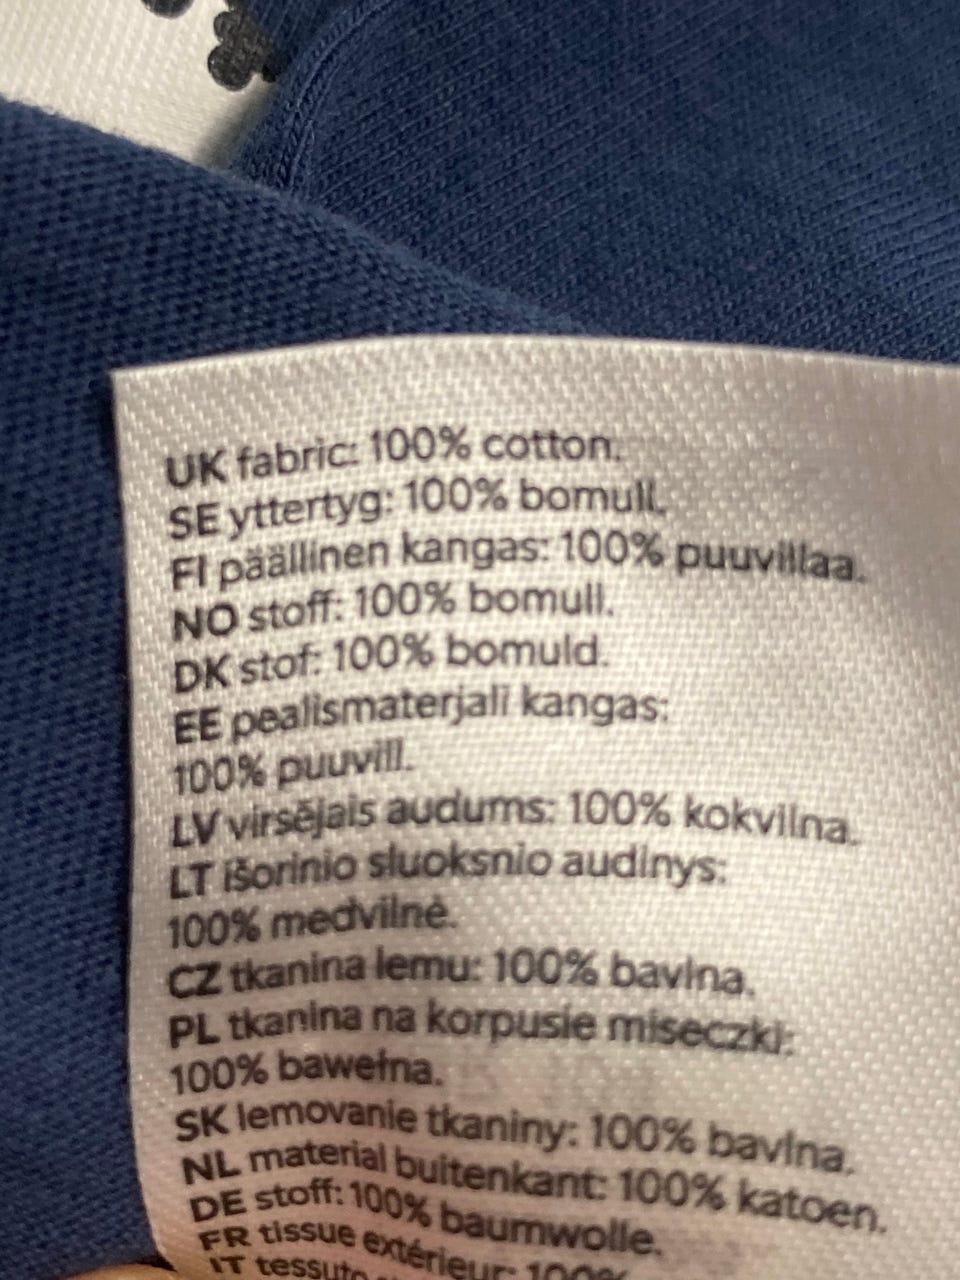 UK fabric: 100% cotton.
SE yttertyg: 100% bomull.
FI päällinen kangas: 100% puuvillaa.
NO stoff: 100% bomull.
DK stof: 100% bomuld.
EE pealismaterjali kangas:
100% puuvill.
LV virsējais audums: 100% kokvilna.
LT išorinio sluoksnio audinys:
100% medvilnė.
CZ tkanina lemu: 100% bavlna.
PL tkanina na korpusie miseczki:
100% bawełna.
SK lemovanie tkaniny: 100% bavlna.
NL material buitenkant: 100% katoen.
DE stoff: 100% baumwolle.
FR tissue extérieur: 100%
IT tessuto